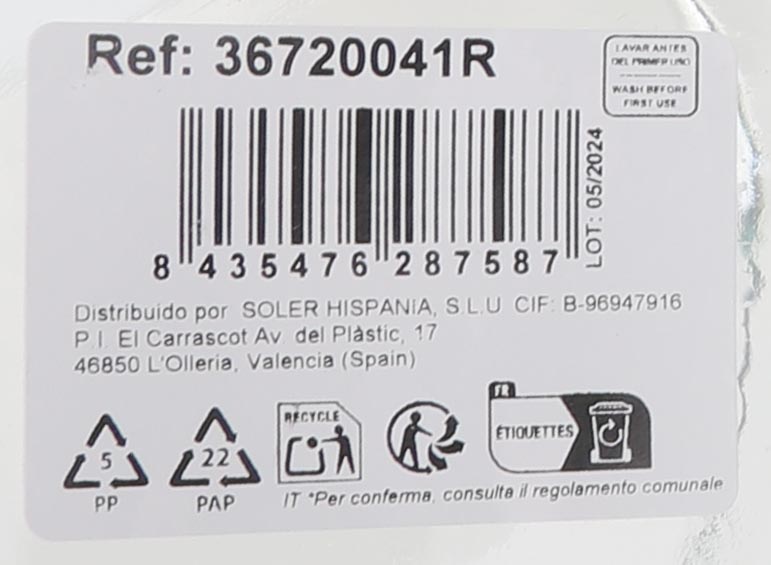 Ref: 36720041R
LAVAR ANTES
DEL PRIMER USO
WASH BEFORE
FIRST USE
LOT: 05/2024
8 435476 287587
Distribuido por SOLER HISPANIA, S.L.U CIF: B-96947916
P.I. El Carrascot Av. del Plàstic, 17
46850 L'Olleria, Valencia (Spain)
RECYCLE
FR
ÉTIQUETTES
5
22
PP
PAP
IT *Per conferma, consulta il regolamento comunale